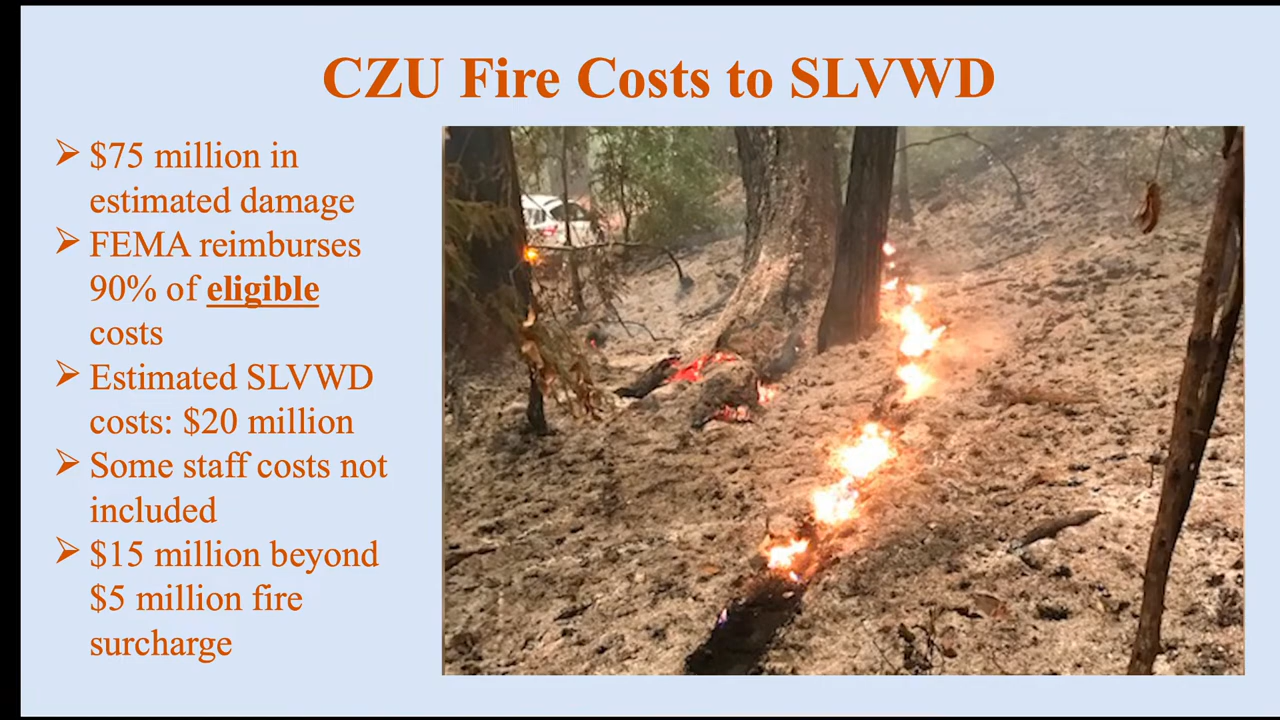 CZU Fire Costs to SLVWD
$75 million in
estimated damage
FEMA reimburses
90% of eligible
costs
Estimated SLVWD
costs: $20 million
Some staff costs not
included
$15 million beyond
$5 million fire
surcharge